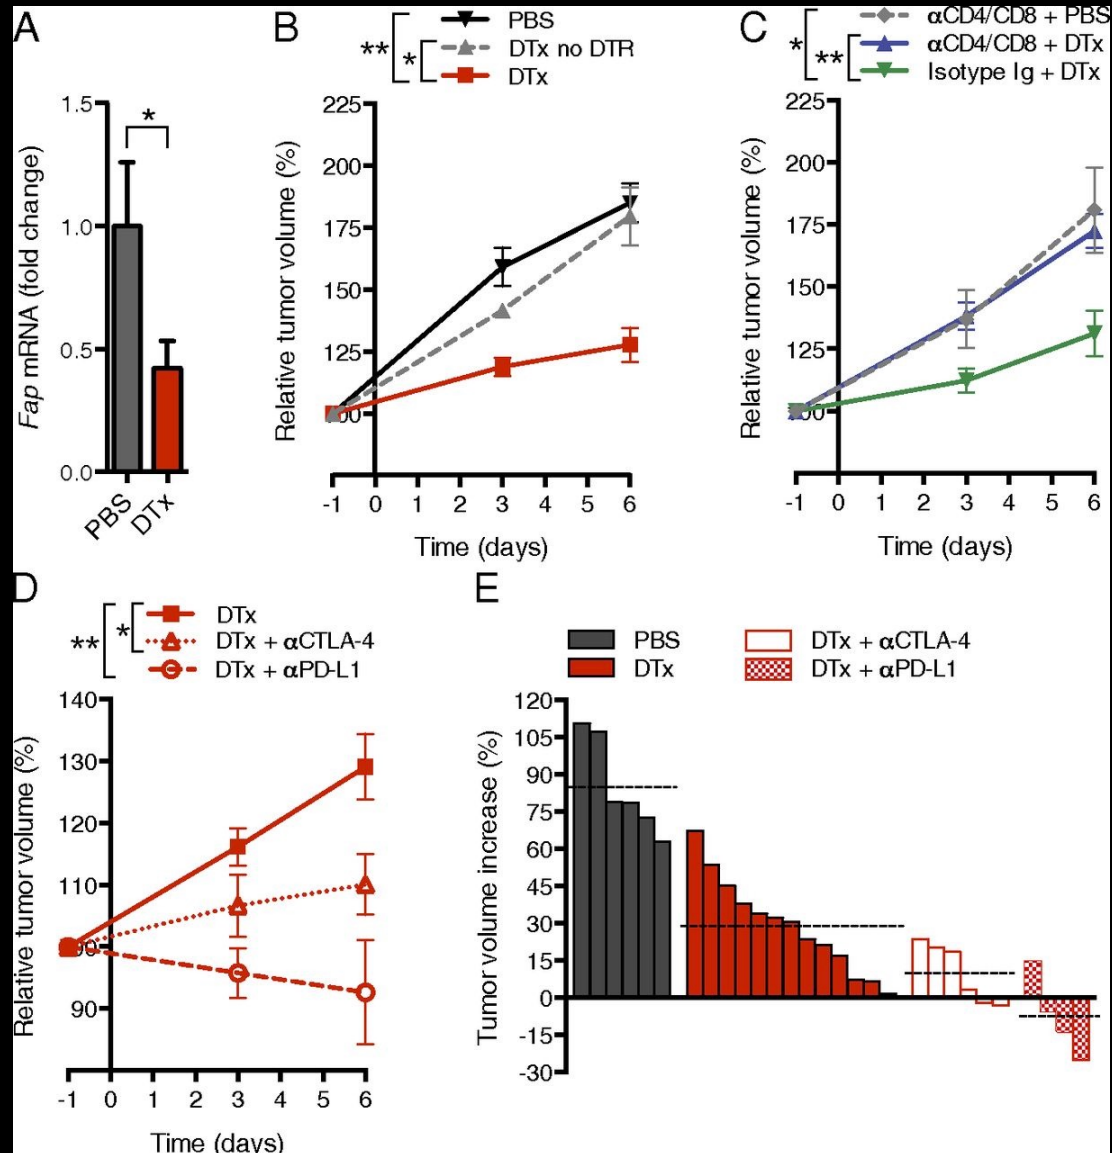 A
Fap mRNA (fold change)
1.5
1.0
0.5
0.0
*
PBS
DTx
B
** * PBS
DTx no DTR
DTx
Relative tumor volume (%)
225
200
175
150
125
100
-1 0 1 2 3 4 5 6
Time (days)
C
* ** αCD4/CD8 + PBS
αCD4/CD8 + DTx
Isotype Ig + DTx
Relative tumor volume (%)
225
200
175
150
125
100
-1 0 1 2 3 4 5 6
Time (days)
D
** * DTx
DTx + αCTLA-4
DTx + αPD-L1
Relative tumor volume (%)
140
130
120
110
100
90
-1 0 1 2 3 4 5 6
Time (days)
E
PBS
DTx
DTx + αCTLA-4
DTx + αPD-L1
Tumor volume increase (%)
120
105
90
75
60
45
30
15
0
-15
-30